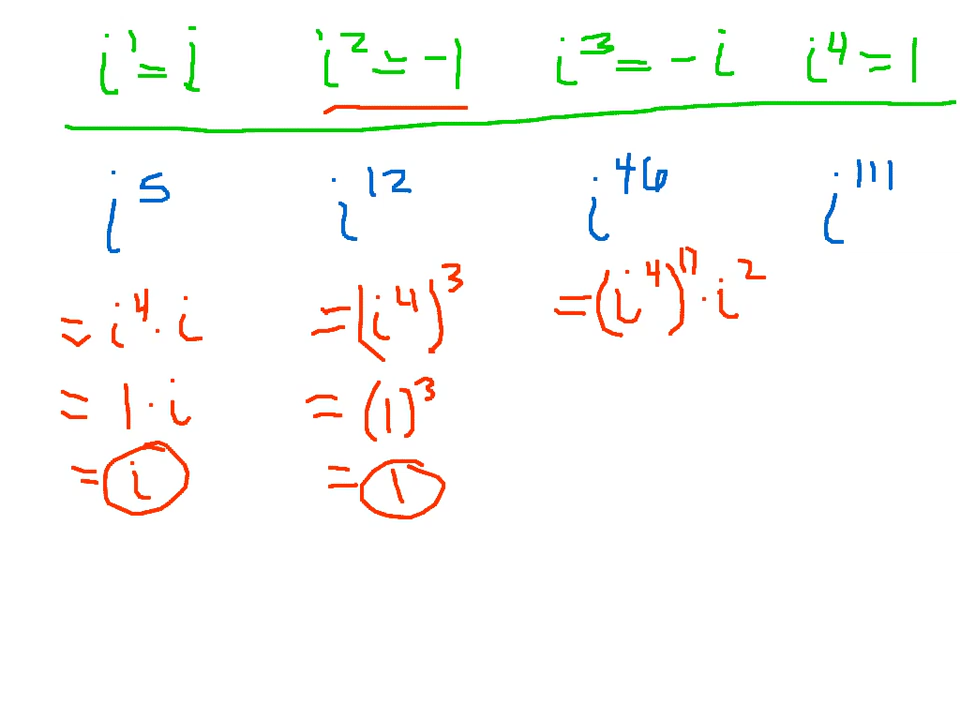 i¹ = i i² = -1 i³ = -i i⁴ = 1
i⁵ i¹² i⁴⁶ i¹¹¹
= i⁴ · i = (i⁴)³ = (i⁴)¹¹ · i²
= 1 · i = (1)³
= i = 1